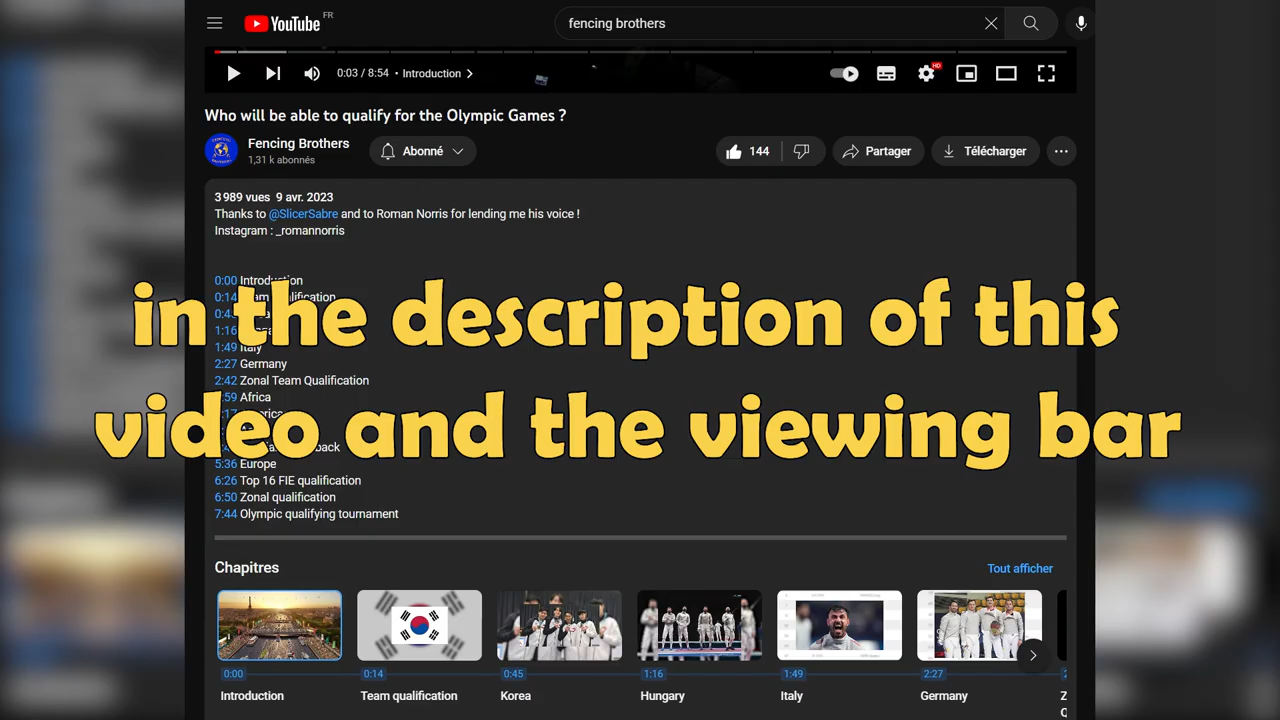 YouTube FR
fencing brothers
0:03 / 8:54 • Introduction
HD
Who will be able to qualify for the Olympic Games ?
Fencing Brothers
1,31 k abonnés
Abonné
144
Partager
Télécharger
3 989 vues 9 avr. 2023
Thanks to @SlicerSabre and to Roman Norris for lending me his voice !
Instagram : _romannorris
0:00 Introduction
in the description of this
1:49 Italy
2:27 Germany
2:42 Zonal Team Qualification
Africa
video and the viewing bar
5:36 Europe
6:26 Top 16 FIE qualification
6:50 Zonal qualification
7:44 Olympic qualifying tournament
Chapitres
Tout afficher
0:00 0:14 0:45 1:16 1:49 2:27
Introduction Team qualification Korea Hungary Italy Germany